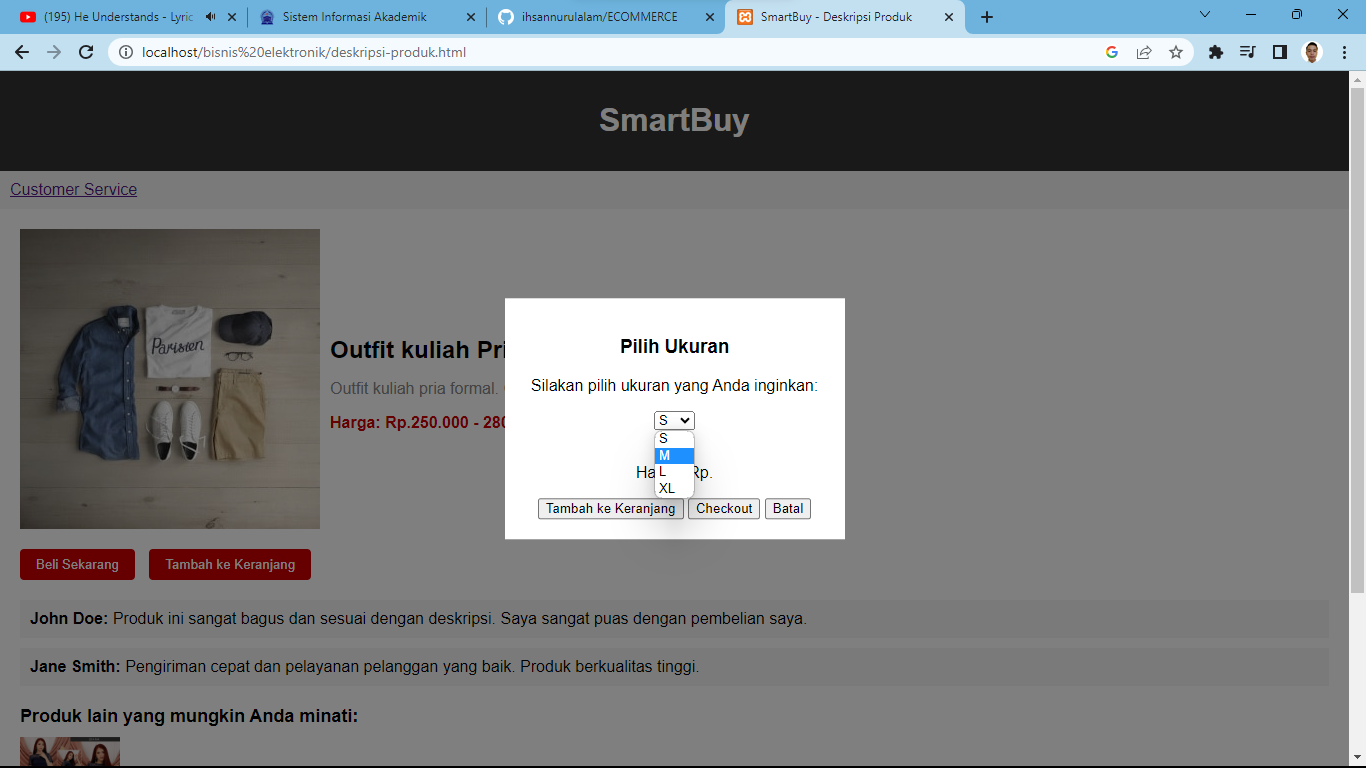 (195) He Understands - Lyric
Sistem Informasi Akademik
ihsannurulalam/ECOMMERCE
SmartBuy - Deskripsi Produk
localhost/bisnis%20elektronik/deskripsi-produk.html
SmartBuy
Customer Service
Parisien
Outfit kuliah Pri
Outfit kuliah pria formal.
Harga: Rp.250.000 - 280
Pilih Ukuran
Silakan pilih ukuran yang Anda inginkan:
S
S
M
L
XL
Ha Rp.
Tambah ke Keranjang Checkout Batal
Beli Sekarang Tambah ke Keranjang
John Doe: Produk ini sangat bagus dan sesuai dengan deskripsi. Saya sangat puas dengan pembelian saya.
Jane Smith: Pengiriman cepat dan pelayanan pelanggan yang baik. Produk berkualitas tinggi.
Produk lain yang mungkin Anda minati: